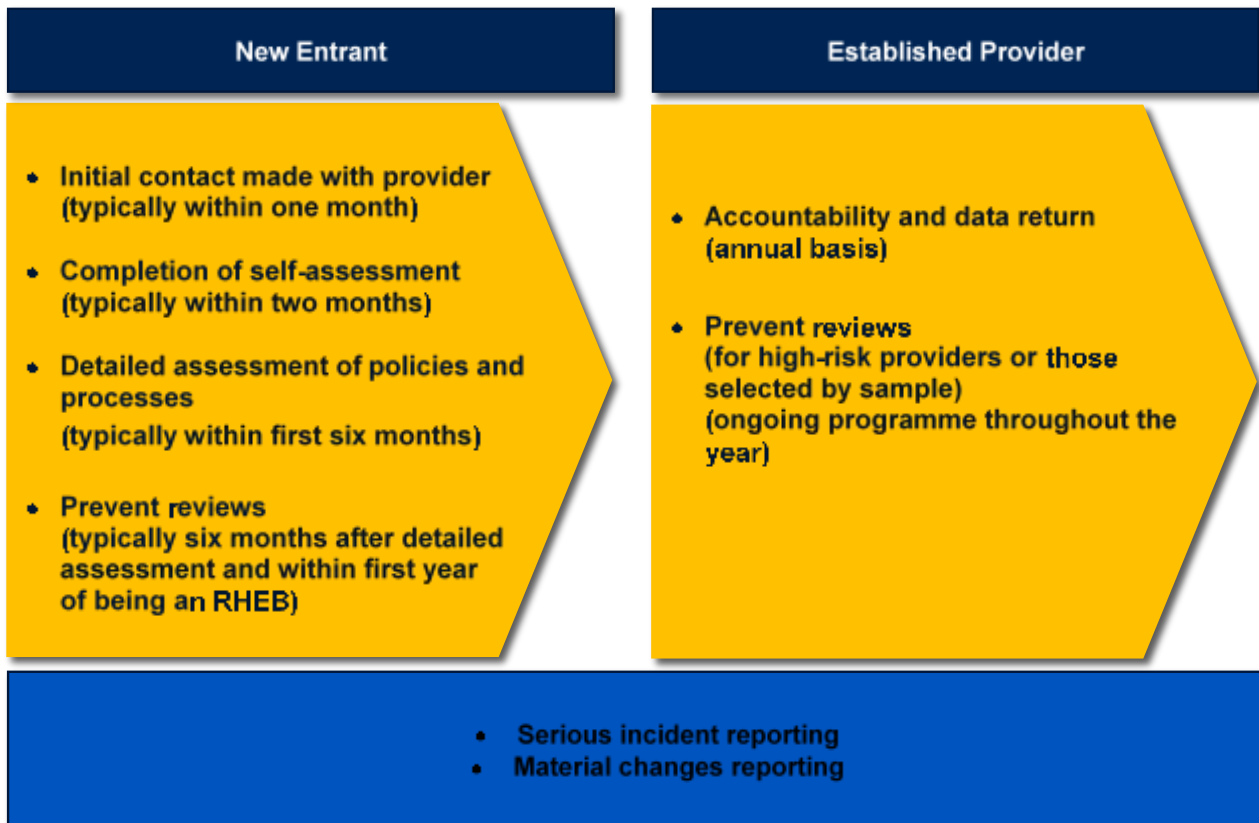 New Entrant
• Initial contact made with provider
(typically within one month)
• Completion of self-assessment
(typically within two months)
• Detailed assessment of policies and
processes
(typically within first six months)
• Prevent reviews
(typically six months after detailed
assessment and within first year
of being an RHEB)
Established Provider
• Accountability and data return
(annual basis)
• Prevent reviews
(for high-risk providers or those
selected by sample)
(ongoing programme throughout the
year)
• Serious incident reporting
• Material changes reporting